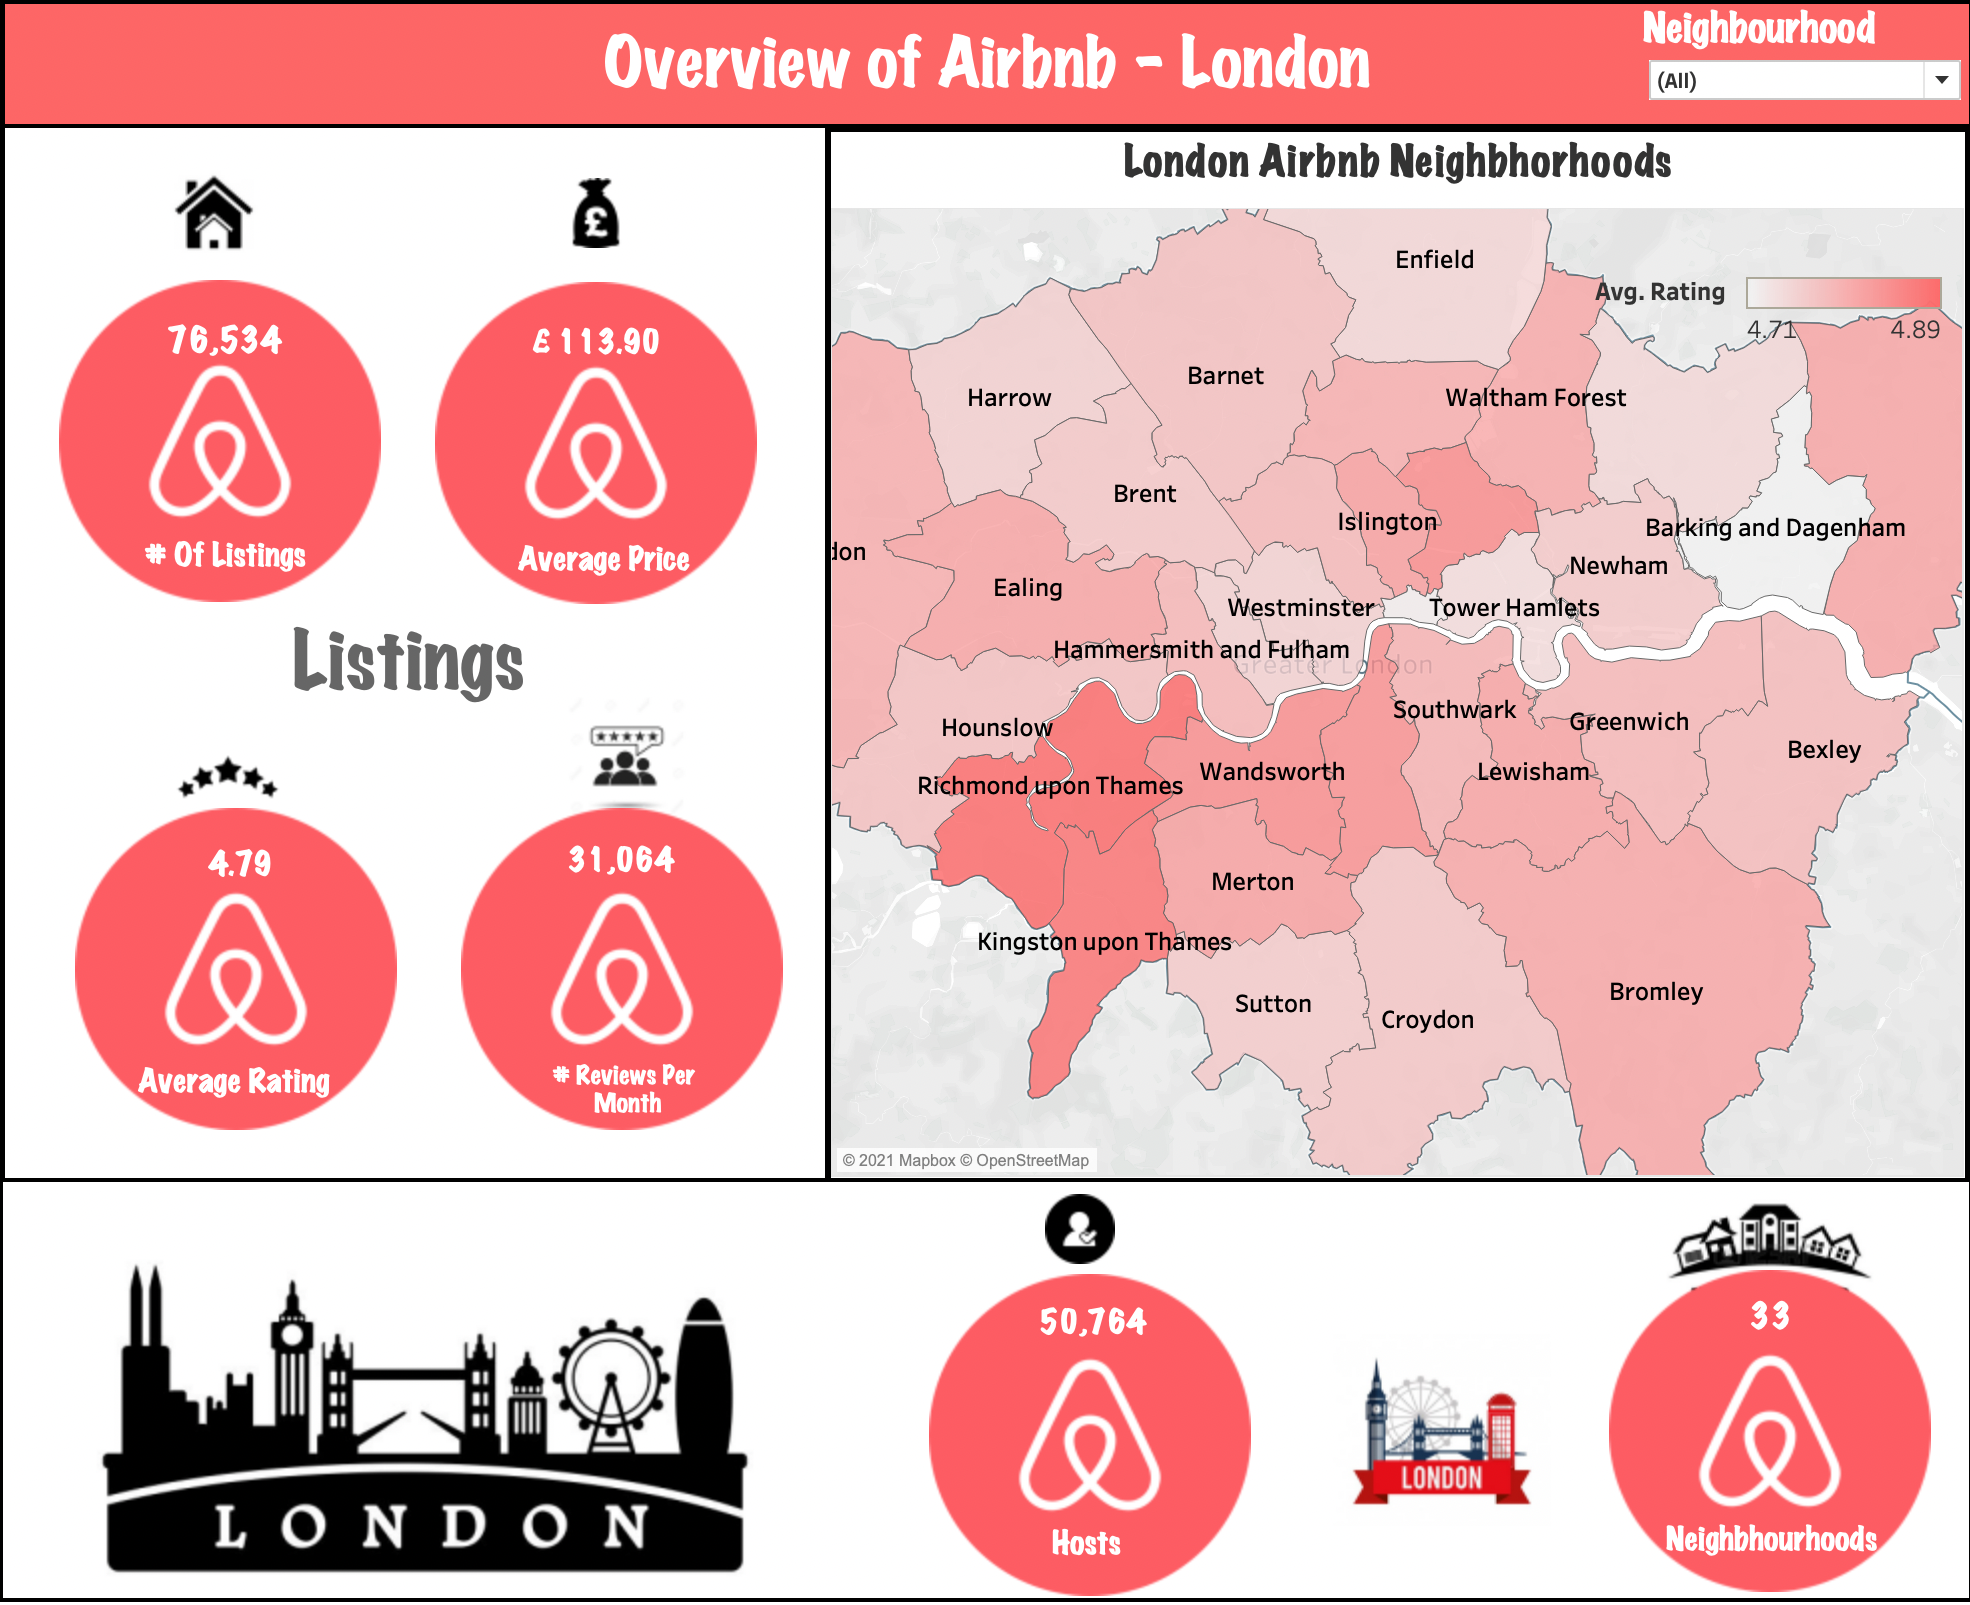 Overview of Airbnb - London
Neighbourhood
(All)
76,534
# Of Listings
£ 113.90
£
Average Price
Listings
4.79
Average Rating
31,064
# Reviews Per
Month
London Airbnb Neighbhorhoods
Avg. Rating
4.71
4.89
Enfield
Barnet
Harrow
Waltham Forest
Brent
Islington
Barking and Dagenham
don
Newham
Ealing
Westminster
Tower Hamlets
Hammersmith and Fulham
Greater London
Southwark
Greenwich
Hounslow
Bexley
Richmond upon Thames
Wandsworth
Lewisham
Merton
Kingston upon Thames
Bromley
Sutton
Croydon
© 2021 Mapbox © OpenStreetMap
LONDON
50,764
Hosts
LONDON
33
Neighbhourhoods